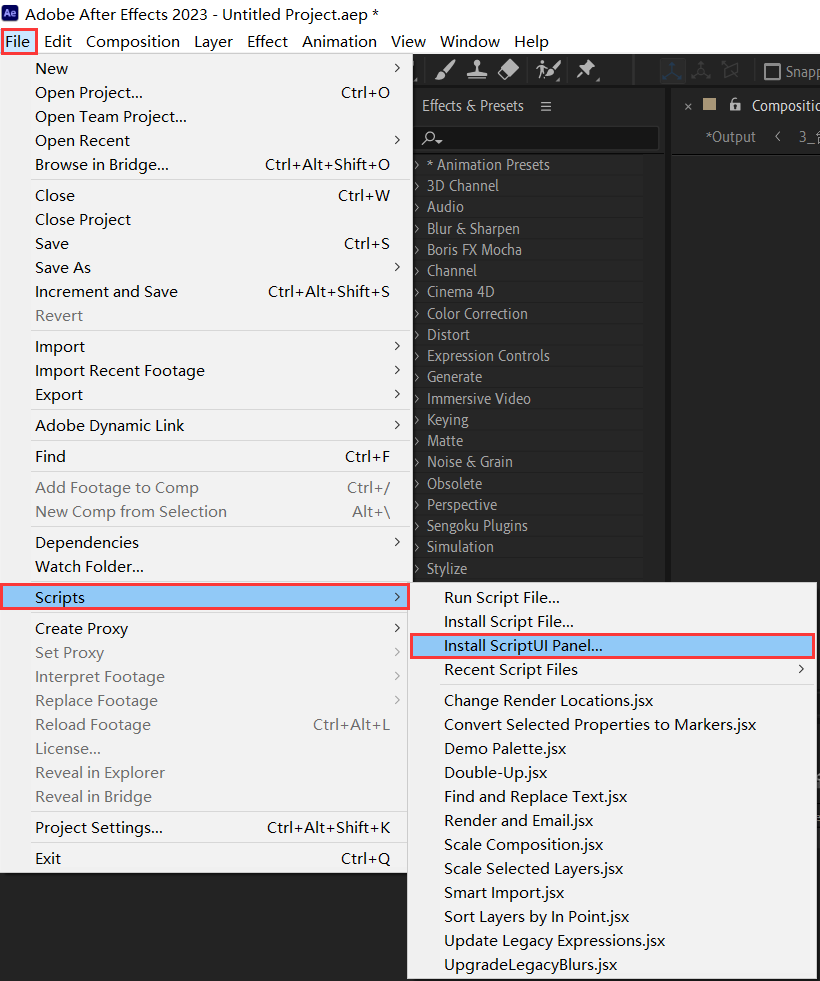 Ae Adobe After Effects 2023 - Untitled Project.aep *
File Edit Composition Layer Effect Animation View Window Help
New
Open Project... Ctrl+O
Open Team Project...
Open Recent
Browse in Bridge... Ctrl+Alt+Shift+O
Close Ctrl+W
Close Project
Save Ctrl+S
Save As
Increment and Save Ctrl+Alt+Shift+S
Revert
Import
Import Recent Footage
Export
Adobe Dynamic Link
Find Ctrl+F
Add Footage to Comp Ctrl+/
New Comp from Selection Alt+\
Dependencies
Watch Folder...
Scripts
Create Proxy
Set Proxy
Interpret Footage
Replace Footage
Reload Footage Ctrl+Alt+L
License...
Reveal in Explorer
Reveal in Bridge
Project Settings... Ctrl+Alt+Shift+K
Exit Ctrl+Q
Snapp
Effects & Presets
Compositio
*Output
3_
* Animation Presets
3D Channel
Audio
Blur & Sharpen
Boris FX Mocha
Channel
Cinema 4D
Color Correction
Distort
Expression Controls
Generate
Immersive Video
Keying
Matte
Noise & Grain
Obsolete
Perspective
Sengoku Plugins
Simulation
Stylize
Run Script File...
Install Script File...
Install ScriptUI Panel...
Recent Script Files
Change Render Locations.jsx
Convert Selected Properties to Markers.jsx
Demo Palette.jsx
Double-Up.jsx
Find and Replace Text.jsx
Render and Email.jsx
Scale Composition.jsx
Scale Selected Layers.jsx
Smart Import.jsx
Sort Layers by In Point.jsx
Update Legacy Expressions.jsx
UpgradeLegacyBlurs.jsx